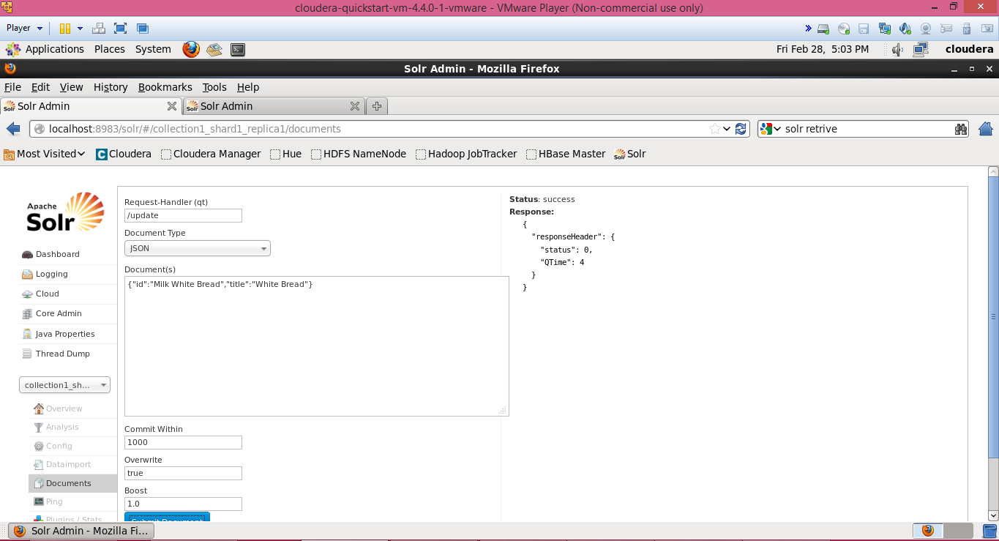 cloudera-quickstart-vm-4.4.0-1-vmware - VMware Player (Non-commercial use only)
Player
Applications Places System Fri Feb 28, 5:03 PM cloudera
Solr Admin - Mozilla Firefox
File Edit View History Bookmarks Tools Help
Solr Admin Solr Admin
localhost:8983/solr/#/collection1_shard1_replica1/documents solr retrive
Most Visited Cloudera Cloudera Manager Hue HDFS NameNode Hadoop JobTracker HBase Master Solr
Apache
Solr
Dashboard
Logging
Cloud
Core Admin
Java Properties
Thread Dump
collection1_sh...
Overview
Analysis
Config
Dataimport
Documents
Ping
Plugins / Stats
Request-Handler (qt)
/update
Document Type
JSON
Document(s)
{"id":"Milk White Bread","title":"White Bread"}
Commit Within
1000
Overwrite
true
Boost
1.0
Submit Document
Status: success
Response:
{
"responseHeader": {
"status": 0,
"QTime": 4
}
}
Solr Admin - Mozilla Fi...